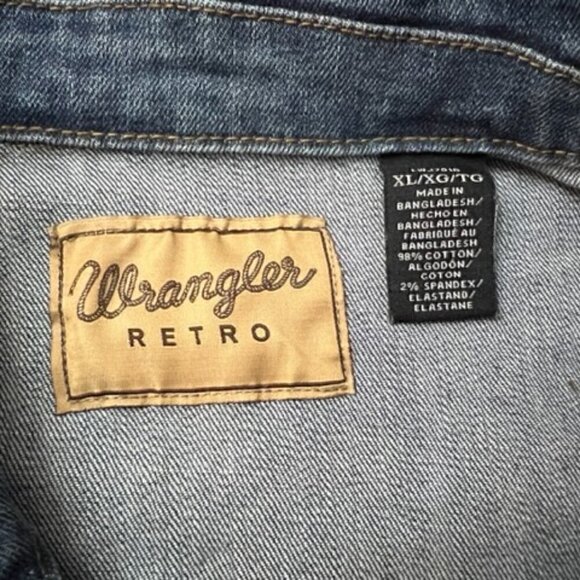 Wrangler
RETRO
XL/XG/TG
MADE IN
BANGLADESH/
HECHO EN
BANGLADESH/
FABRIQUÉ AU
BANGLADESH
98% COTTON/
ALGODÓN/
COTON
2% SPANDEX/
ELASTANO/
ELASTANE